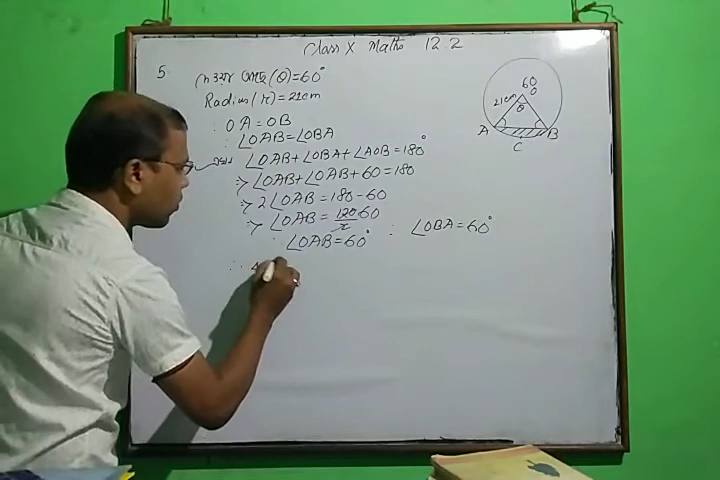 Class X Maths 12.2
5.
θ)=60°
Radius(r)=21cm
∴ OA=OB
∴ ∠OAB=∠OBA
∠OAB+∠OBA+∠AOB=180°
⇒ ∠OAB+∠OAB+60=180
⇒ 2∠OAB=180-60
⇒ ∠OAB=120 60
2
∴ ∠OAB=60° ∴ ∠OBA=60°
∴
60
O
21cm
θ
A B
C